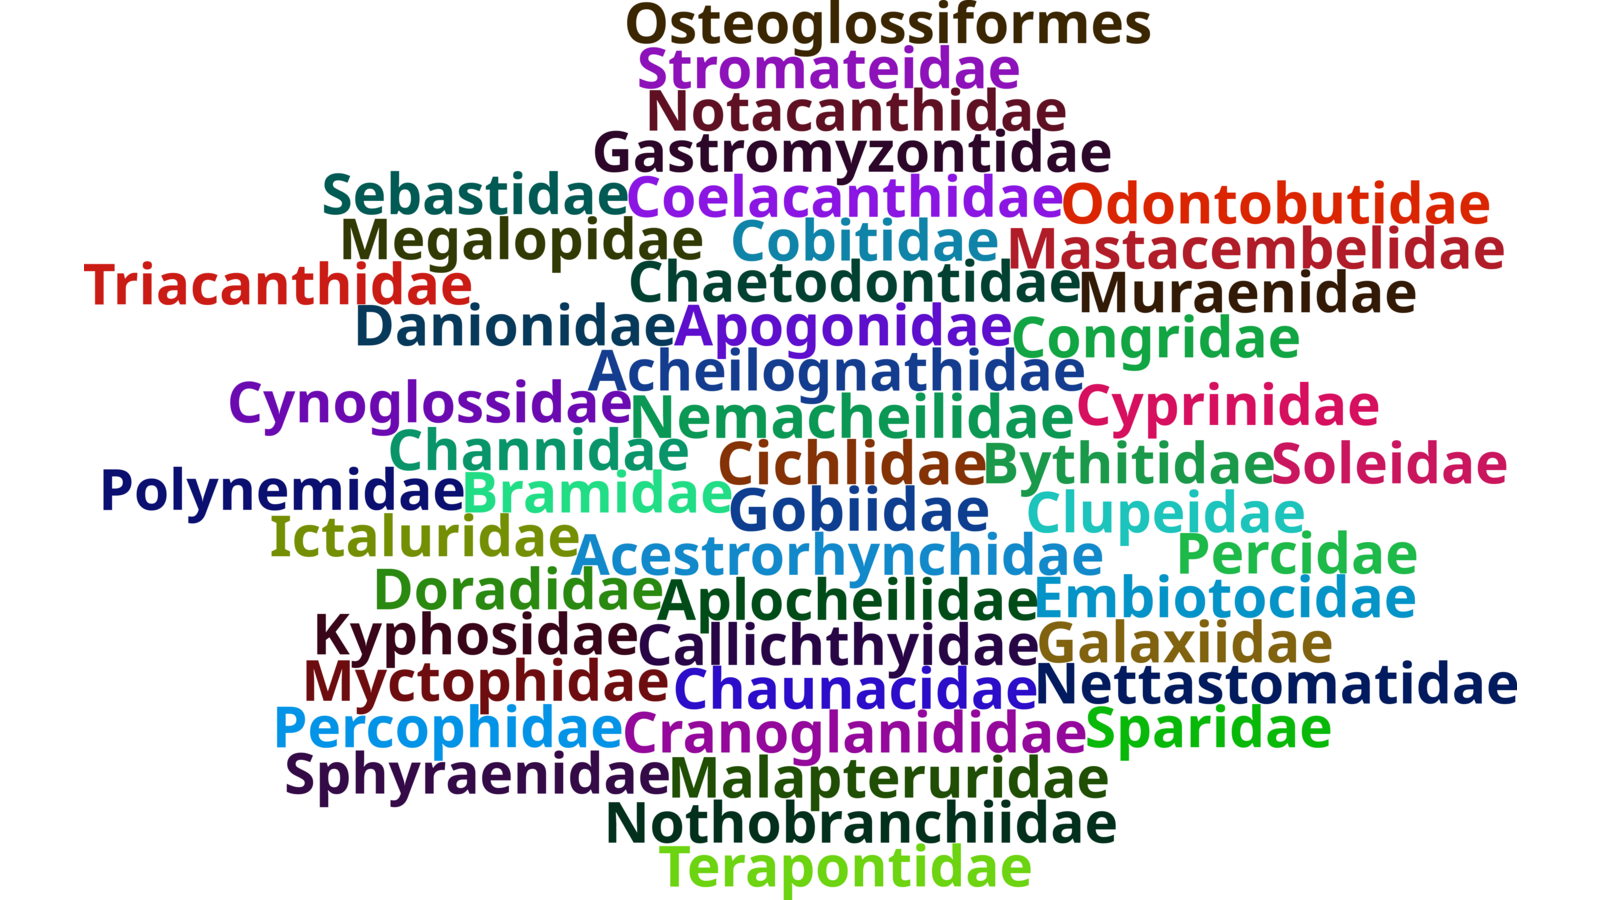 Osteoglossiformes
Stromateidae
Notacanthidae
Gastromyzontidae
Sebastidae Coelacanthidae Odontobutidae
Megalopidae Cobitidae Mastacembelidae
Triacanthidae Chaetodontidae Muraenidae
Danionidae Apogonidae Congridae
Acheilognathidae
Cynoglossidae Nemacheilidae Cyprinidae
Channidae Cichlidae Bythitidae Soleidae
Polynemidae Bramidae Gobiidae Clupeidae
Ictaluridae Acestrorhynchidae Percidae
Doradidae Aplocheilidae Embiotocidae
Kyphosidae Callichthyidae Galaxiidae
Myctophidae Chaunacidae Nettastomatidae
Percophidae Cranoglanididae Sparidae
Sphyraenidae Malapteruridae
Nothobranchiidae
Terapontidae